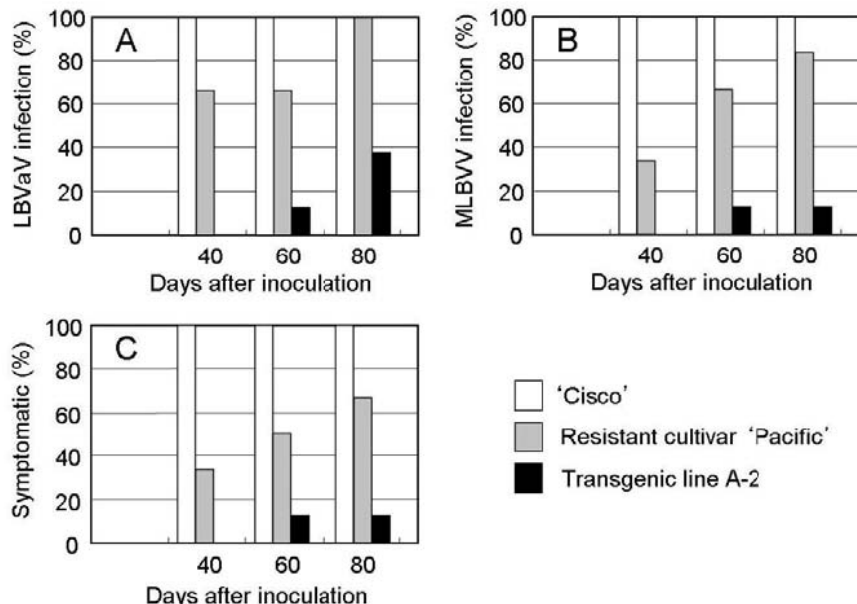 A
LBVaV infection (%)
100
80
60
40
20
0
40 60 80
Days after inoculation
B
MLBVV infection (%)
100
80
60
40
20
0
40 60 80
Days after inoculation
C
Symptomatic (%)
100
80
60
40
20
0
40 60 80
Days after inoculation
'Cisco'
Resistant cultivar 'Pacific'
Transgenic line A-2